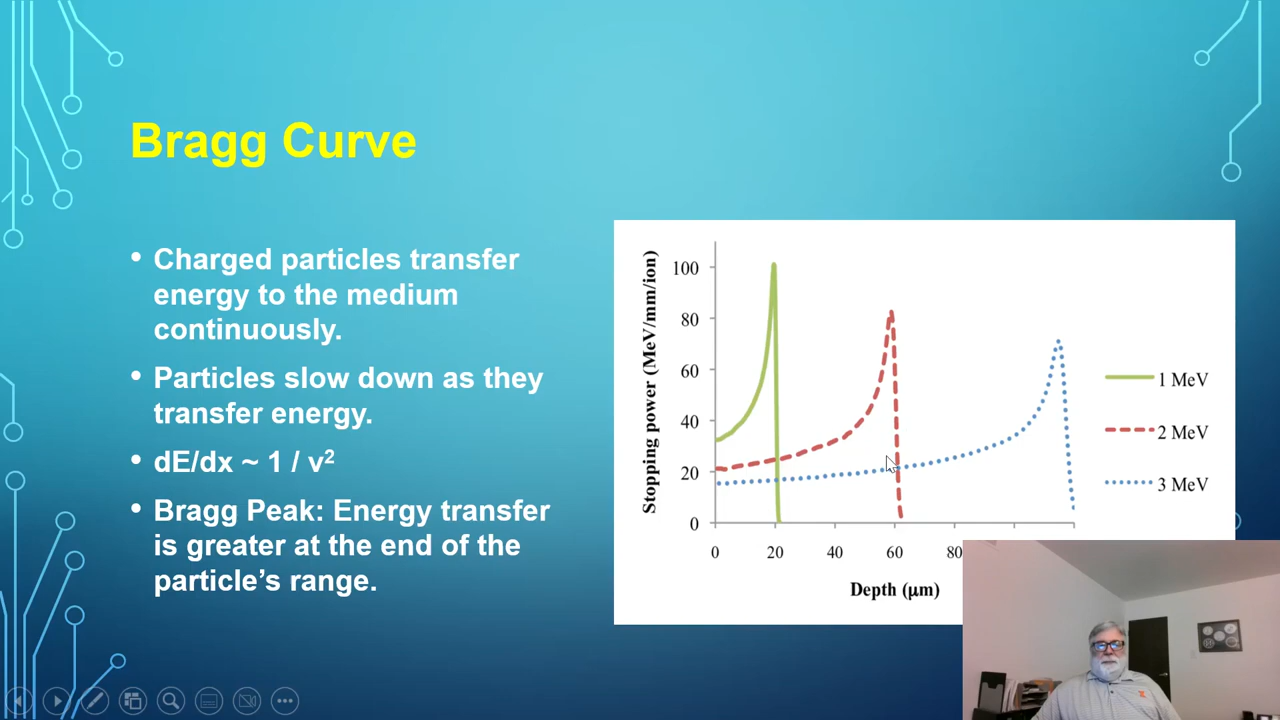 Bragg Curve
• Charged particles transfer
energy to the medium
continuously.
• Particles slow down as they
transfer energy.
• dE/dx ~ 1 / v²
• Bragg Peak: Energy transfer
is greater at the end of the
particle’s range.
Stopping power (MeV/mm/ion)
100
80
60
40
20
0
0 20 40 60 80
Depth (μm)
1 MeV
2 MeV
3 MeV